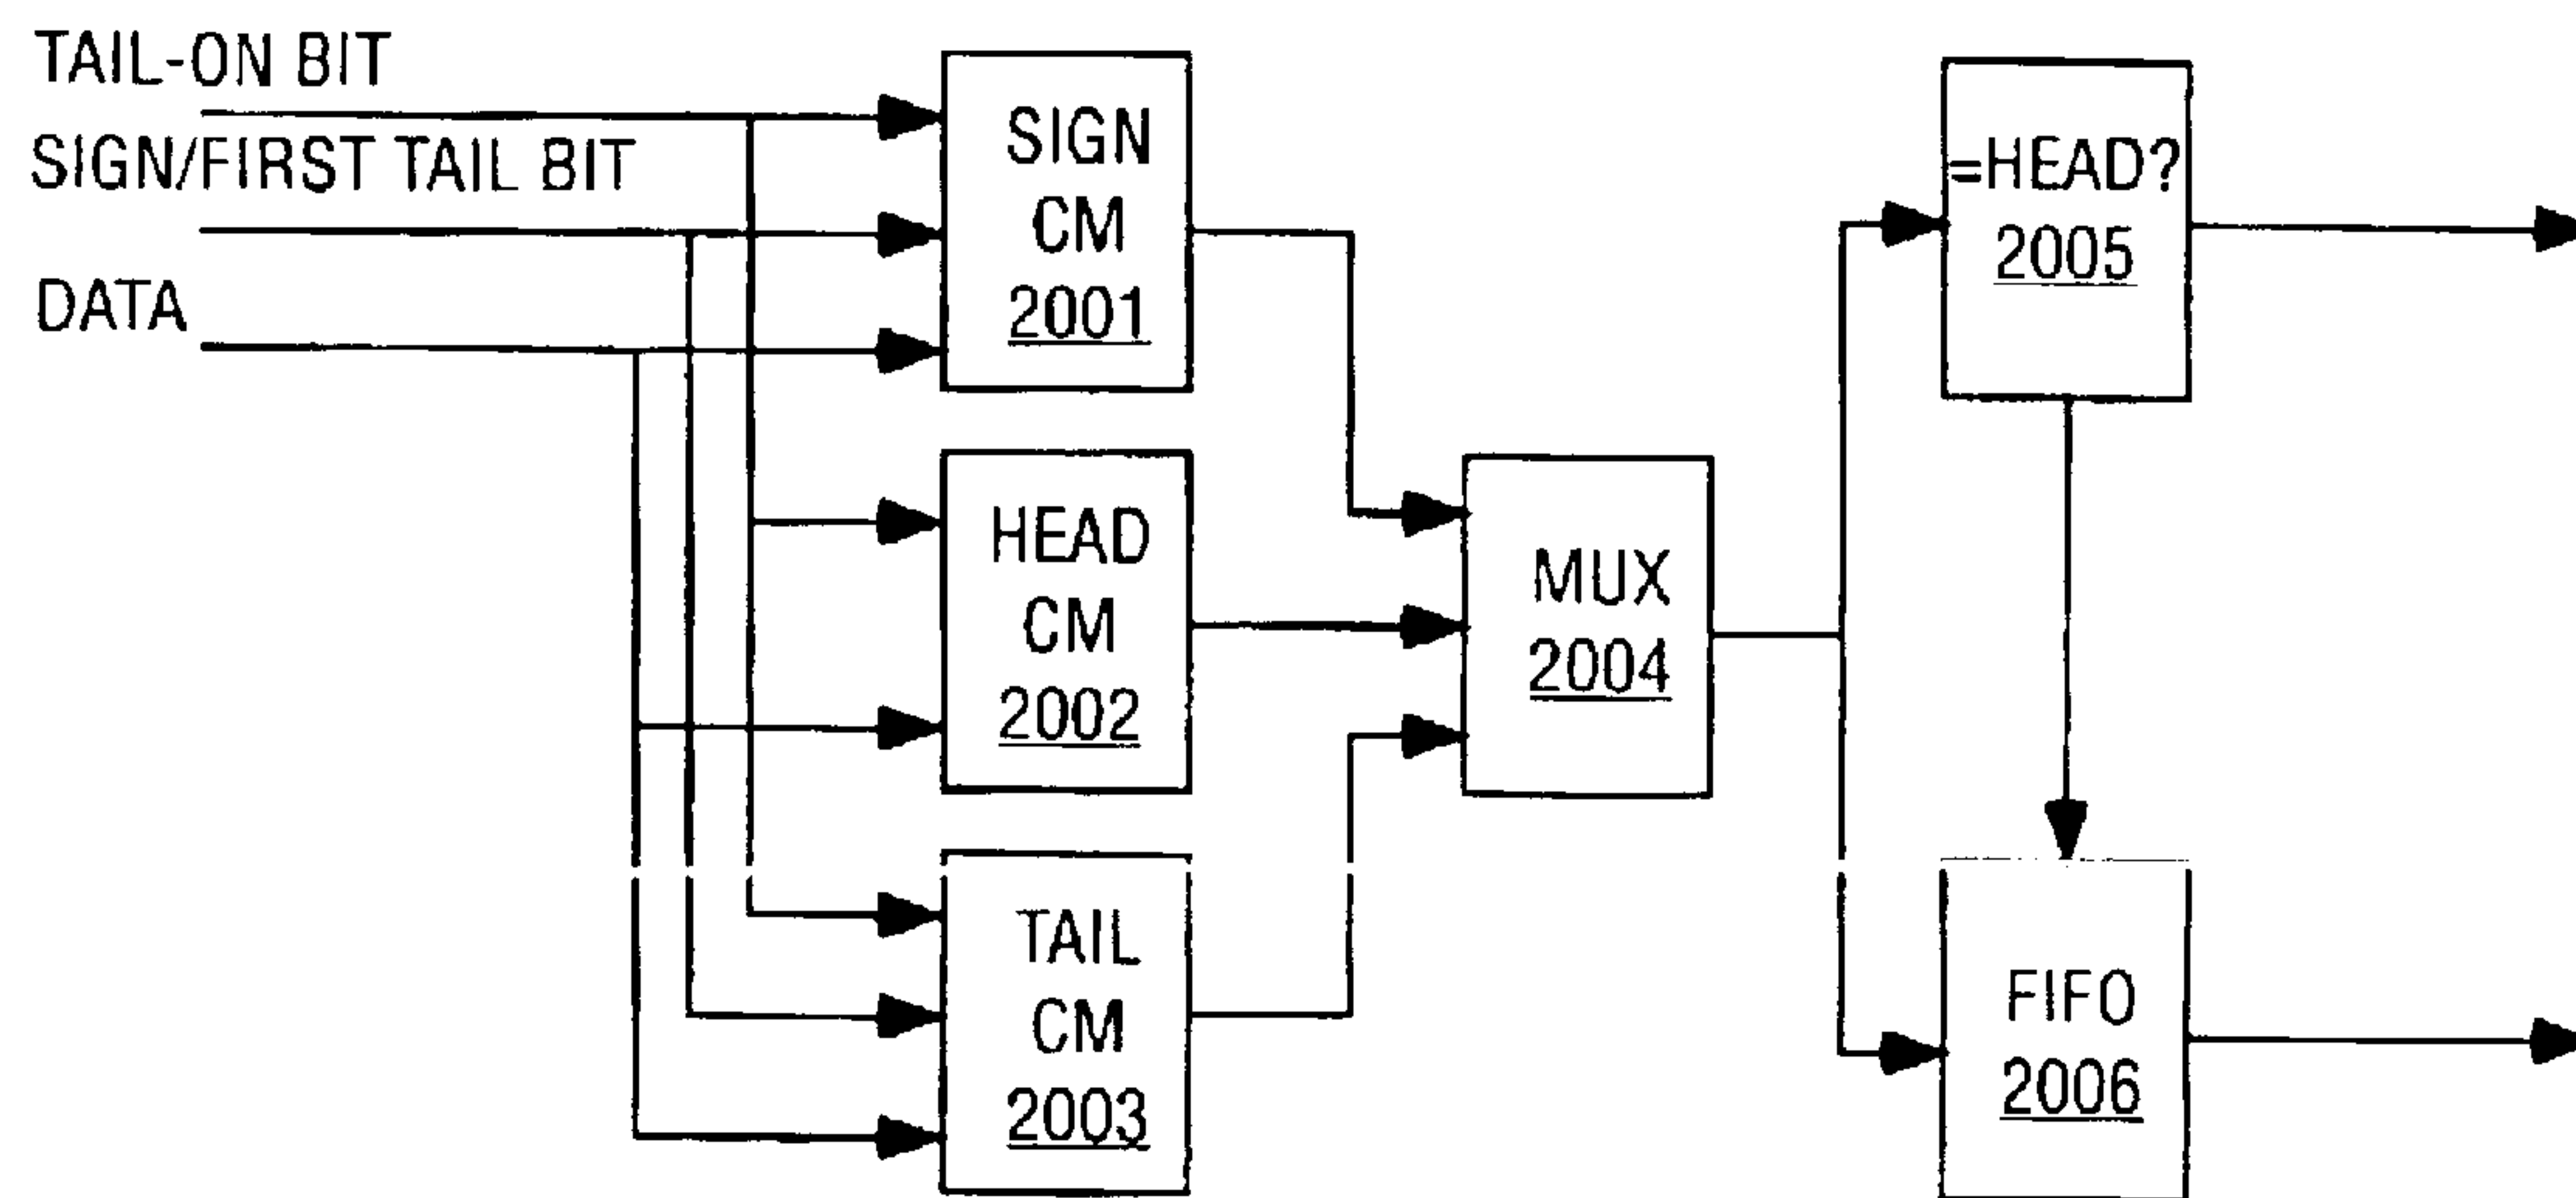 TAIL-ON BIT
SIGN/FIRST TAIL BIT
DATA
SIGN
CM
2001
HEAD
CM
2002
TAIL
CM
2003
MUX
2004
=HEAD?
2005
FIFO
2006